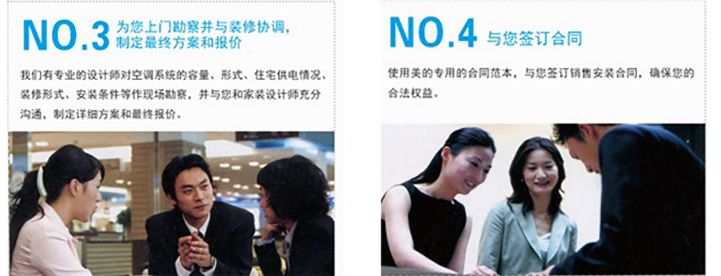 NO.3 为您上门勘察并与装修协调,
制定最终方案和报价
我们有专业的设计师对空调系统的容量、形式、住宅供电情况、
装修形式、安装条件等作现场勘察，并与您和家装设计师充分
沟通，制定详细方案和最终报价。
NO.4 与您签订合同
使用美的专用的合同范本，与您签订销售安装合同，确保您的
合法权益。